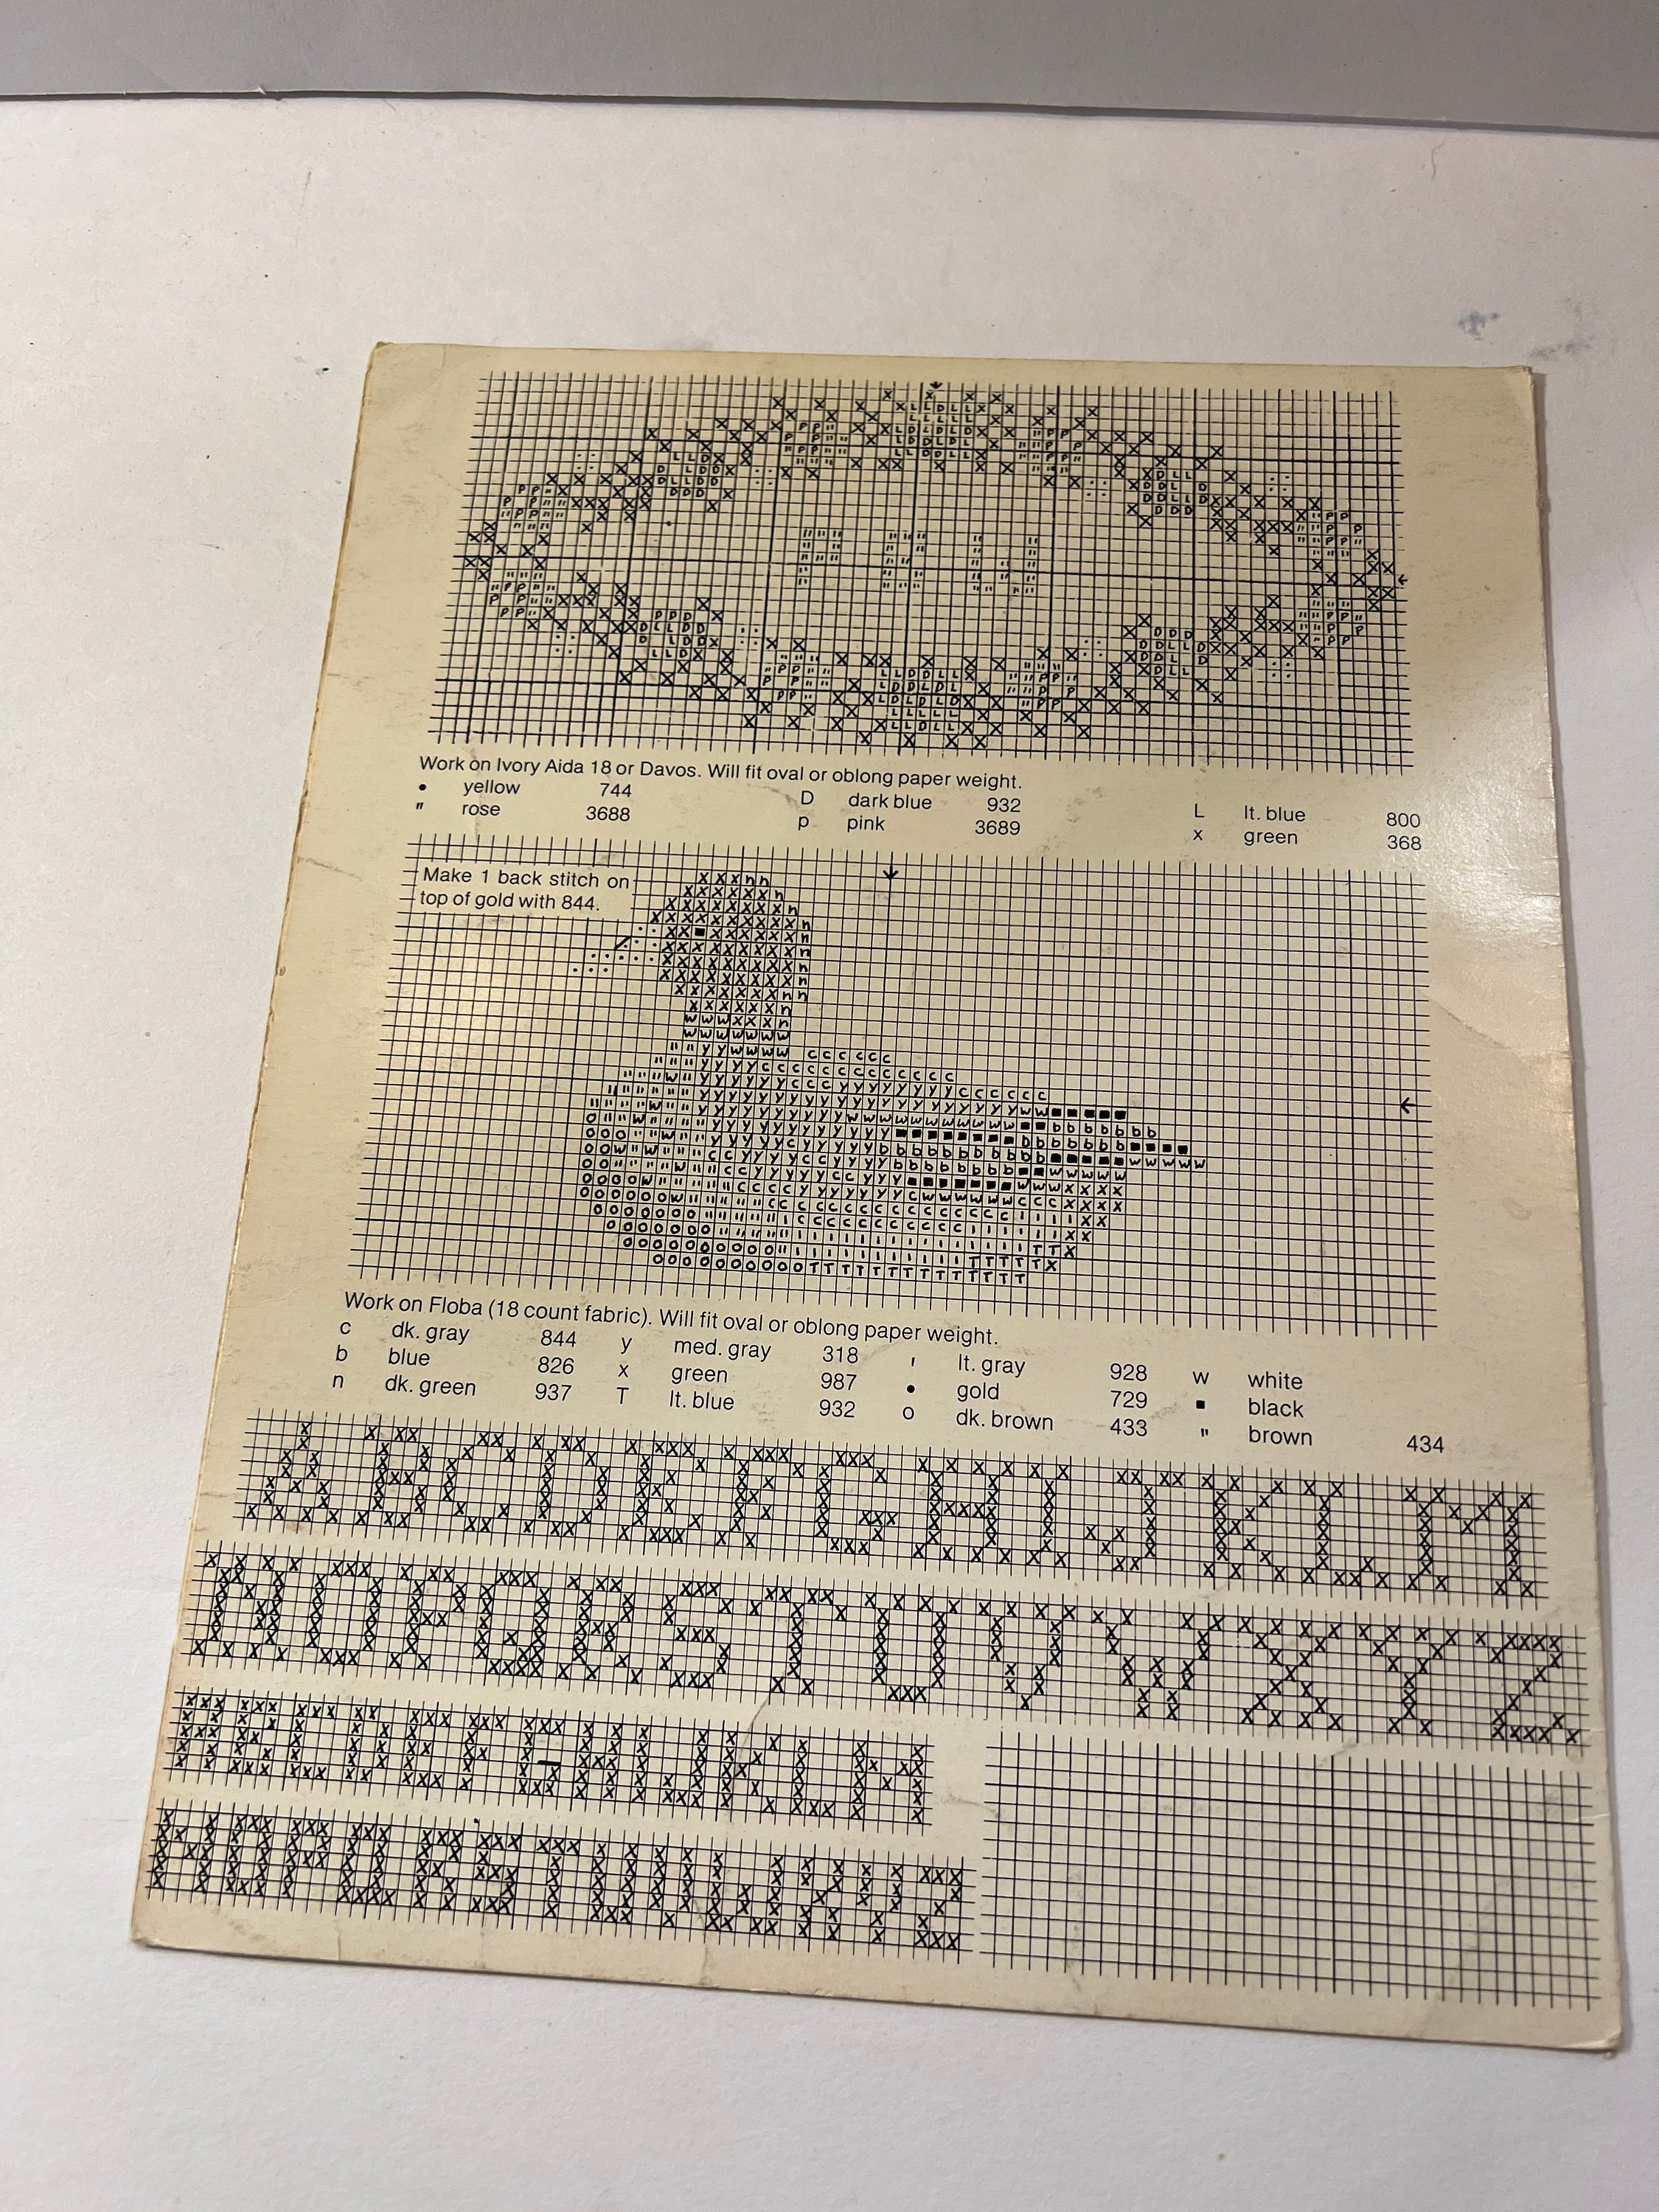 Work on Ivory Aida 18 or Davos. Will fit oval or oblong paper weight.
• yellow 744 D dark blue 932 L lt. blue 800
" rose 3688 p pink 3689 x green 368
Make 1 back stitch on
top of gold with 844.
Work on Floba (18 count fabric). Will fit oval or oblong paper weight.
c dk. gray 844 y med. gray 318 ı lt. gray 928 w white
b blue 826 x green 987 • gold 729 ■ black
n dk. green 937 T lt. blue 932 o dk. brown 433 " brown 434
A B C D E F G H I J K L M
N O P Q R S T U V W X Y Z
A B C D E F G H I J K L M
N O P Q R S T U V W X Y Z